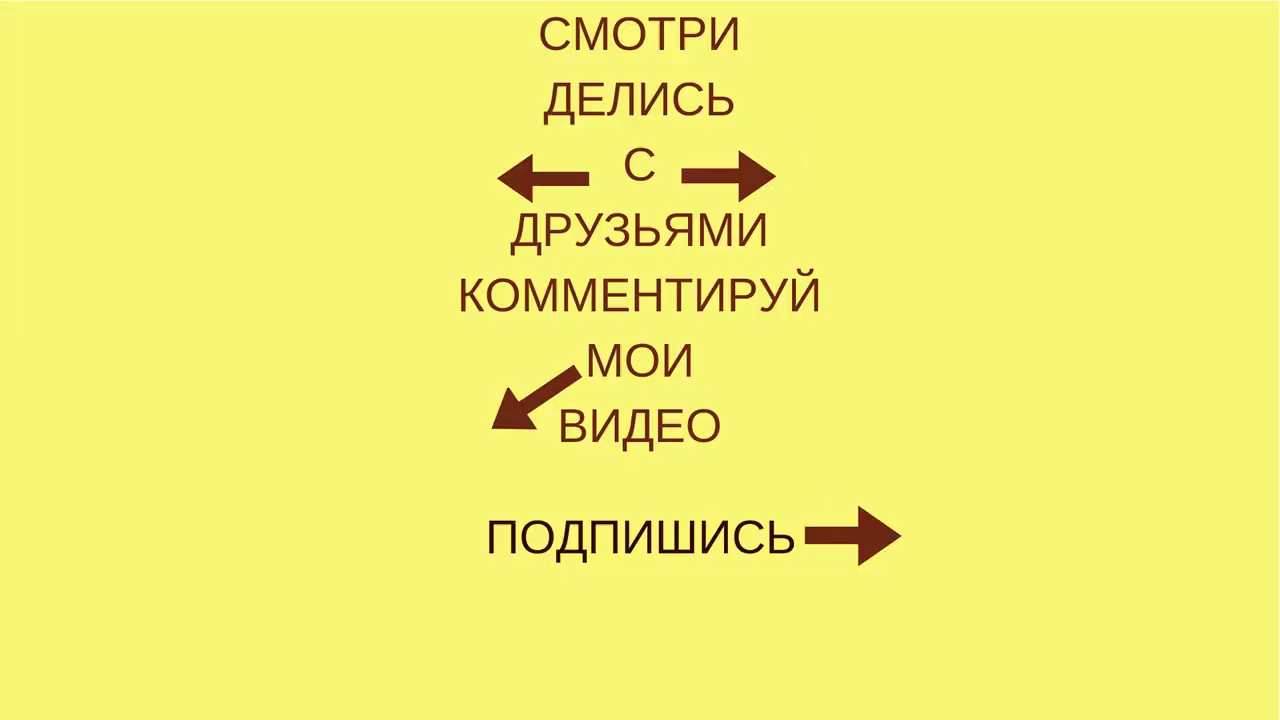 СМОТРИ
ДЕЛИСЬ
С
ДРУЗЬЯМИ
КОММЕНТИРУЙ
МОИ
ВИДЕО
ПОДПИШИСЬ